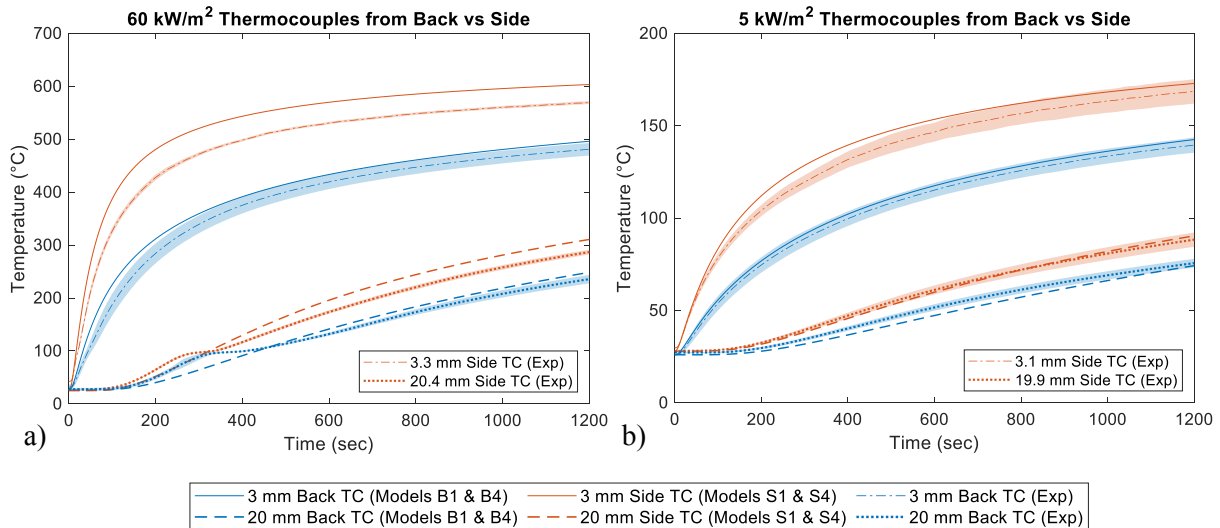 60 kW/m² Thermocouples from Back vs Side
700
600
500
400
300
200
100
0
Temperature (°C)
0 200 400 600 800 1000 1200
Time (sec)
3.3 mm Side TC (Exp)
20.4 mm Side TC (Exp)
a)
5 kW/m² Thermocouples from Back vs Side
200
150
100
50
0
Temperature (°C)
0 200 400 600 800 1000 1200
Time (sec)
3.1 mm Side TC (Exp)
19.9 mm Side TC (Exp)
b)
3 mm Back TC (Models B1 & B4) 3 mm Side TC (Models S1 & S4) 3 mm Back TC (Exp)
20 mm Back TC (Models B1 & B4) 20 mm Side TC (Models S1 & S4) 20 mm Back TC (Exp)